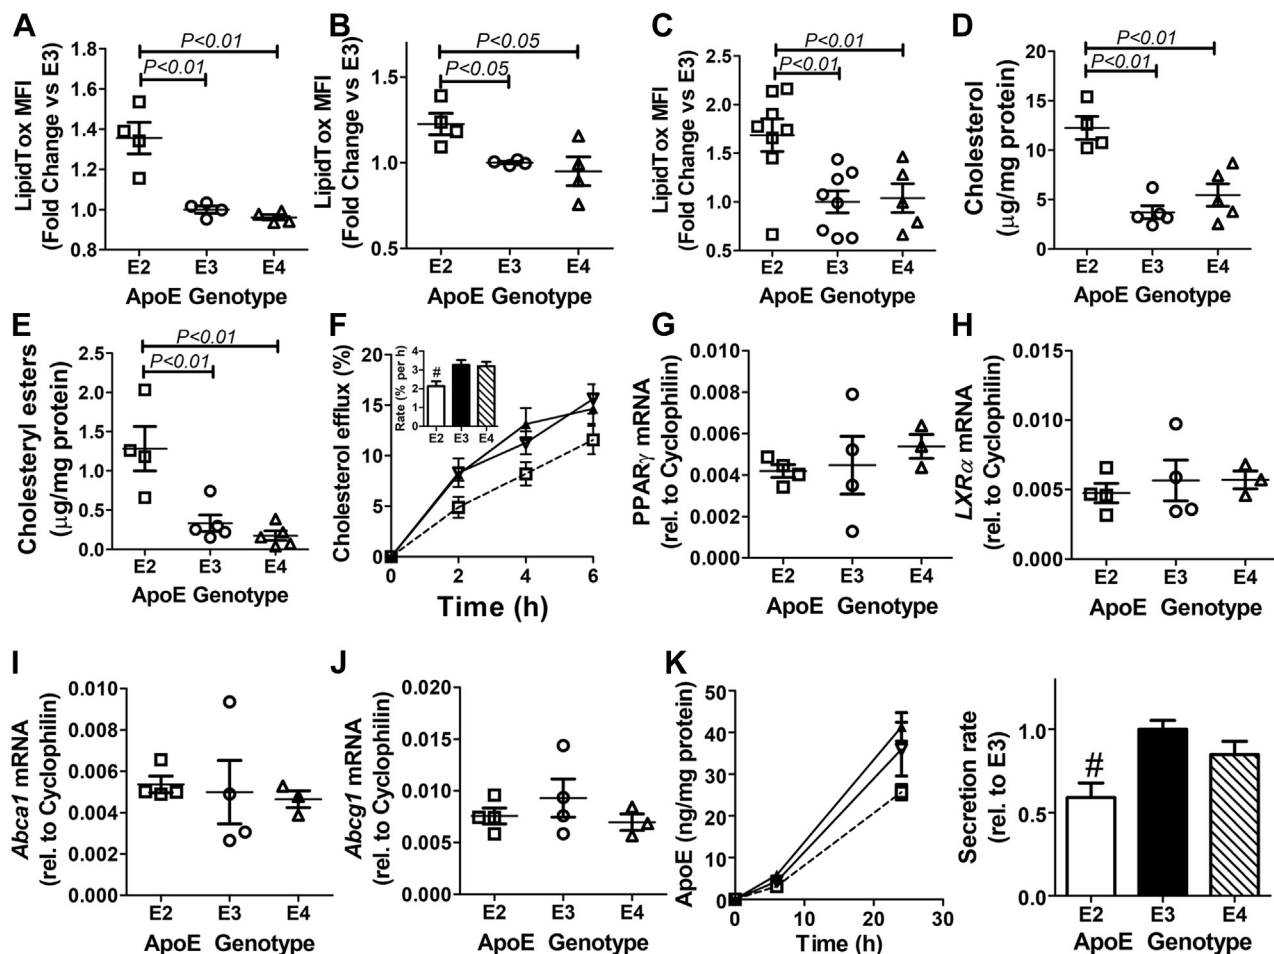 A
LipidTox MFI
(Fold Change vs E3)
1.8
1.6
1.4
1.2
1.0
0.8
P<0.01
P<0.01
E2 E3 E4
ApoE Genotype
B
LipidTox MFI
(Fold Change vs E3)
1.5
1.0
0.5
P<0.05
P<0.05
E2 E3 E4
ApoE Genotype
C
LipidTox MFI
(Fold Change vs E3)
2.5
2.0
1.5
1.0
0.5
P<0.01
P<0.01
E2 E3 E4
ApoE Genotype
D
Cholesterol
(µg/mg protein)
20
15
10
5
0
P<0.01
P<0.01
E2 E3 E4
ApoE Genotype
E
Cholesteryl esters
(µg/mg protein)
2.5
2.0
1.5
1.0
0.5
0.0
P<0.01
P<0.01
E2 E3 E4
ApoE Genotype
F
Cholesterol efflux (%)
20
15
10
5
0
0 2 4 6
Time (h)
Rate (% per h)
4
3
2
1
0
#
E2 E3 E4
G
PPARγ mRNA
(rel. to Cyclophilin)
0.010
0.008
0.006
0.004
0.002
0.000
E2 E3 E4
ApoE Genotype
H
LXRα mRNA
(rel. to Cyclophilin)
0.015
0.010
0.005
0.000
E2 E3 E4
ApoE Genotype
I
Abca1 mRNA
(rel. to Cyclophilin)
0.010
0.008
0.006
0.004
0.002
0.000
E2 E3 E4
ApoE Genotype
J
Abcg1 mRNA
(rel. to Cyclophilin)
0.020
0.015
0.010
0.005
0.000
E2 E3 E4
ApoE Genotype
K
ApoE (ng/mg protein)
50
40
30
20
10
0
0 10 20 30
Time (h)
Secretion rate
(rel. to E3)
1.0
0.5
0.0
#
E2 E3 E4
ApoE Genotype